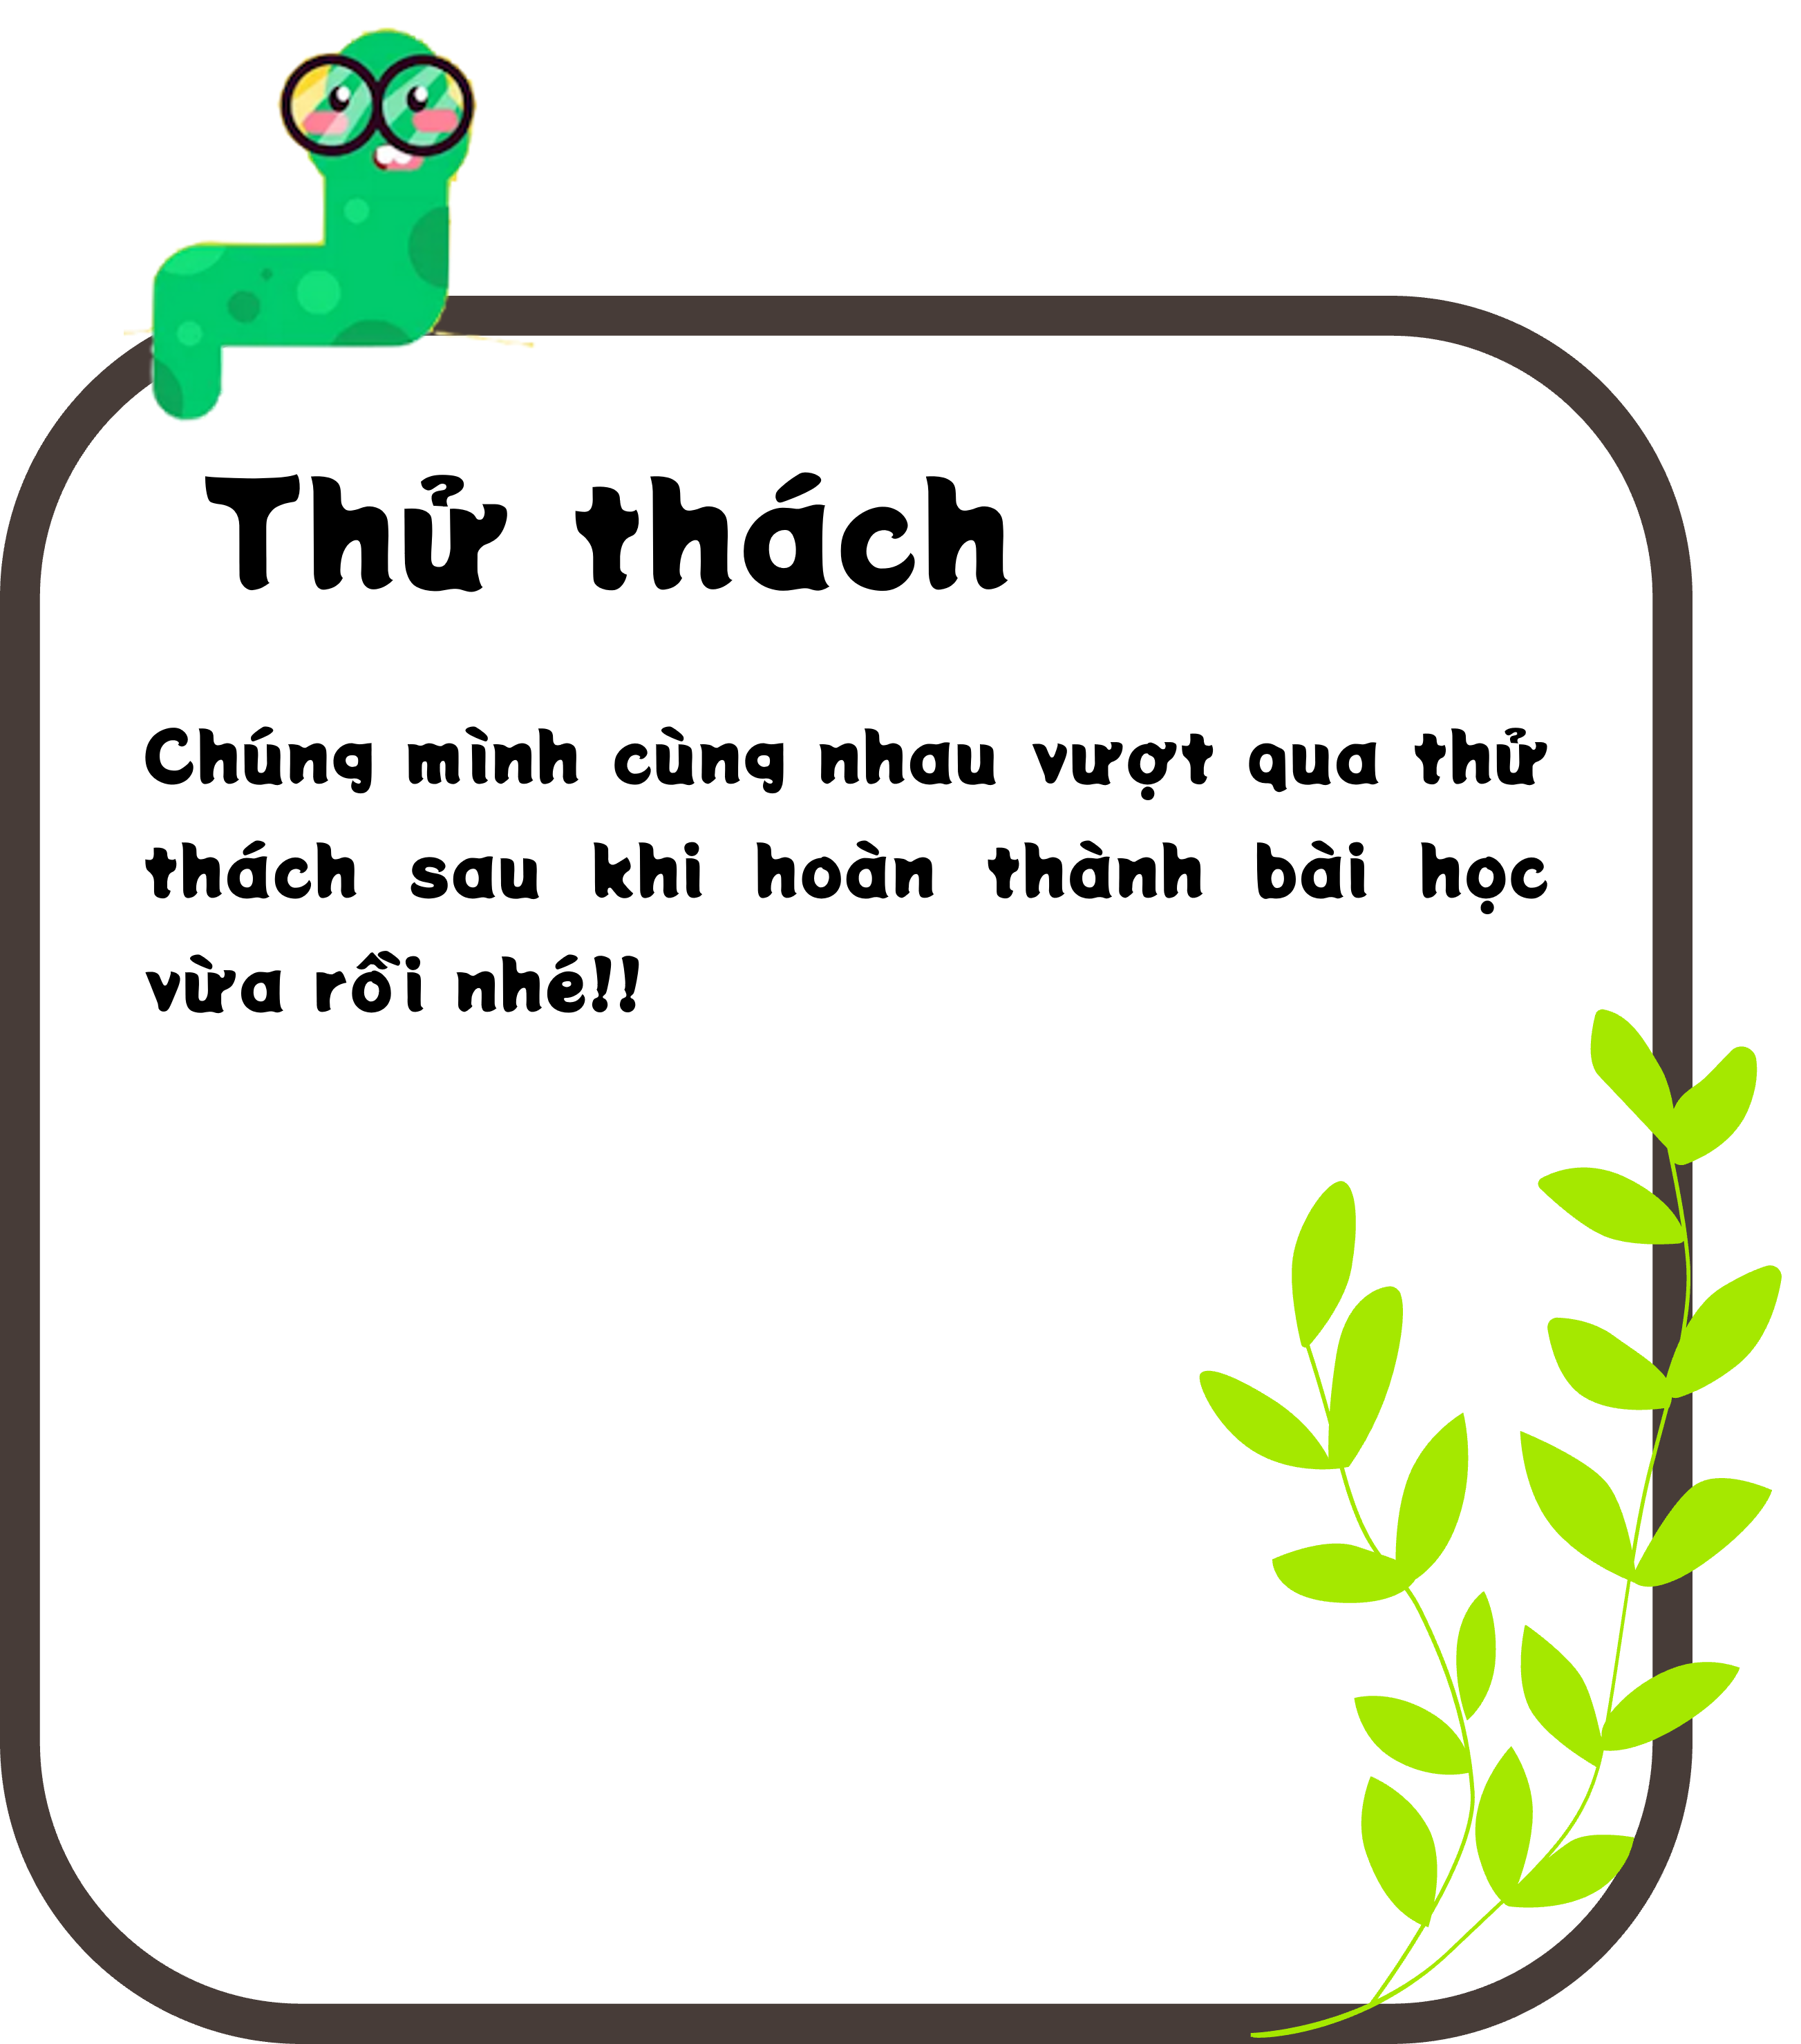 Thử thách
Chúng mình cùng nhau vượt qua thử
thách sau khi hoàn thành bài học
vừa rồi nhé!!